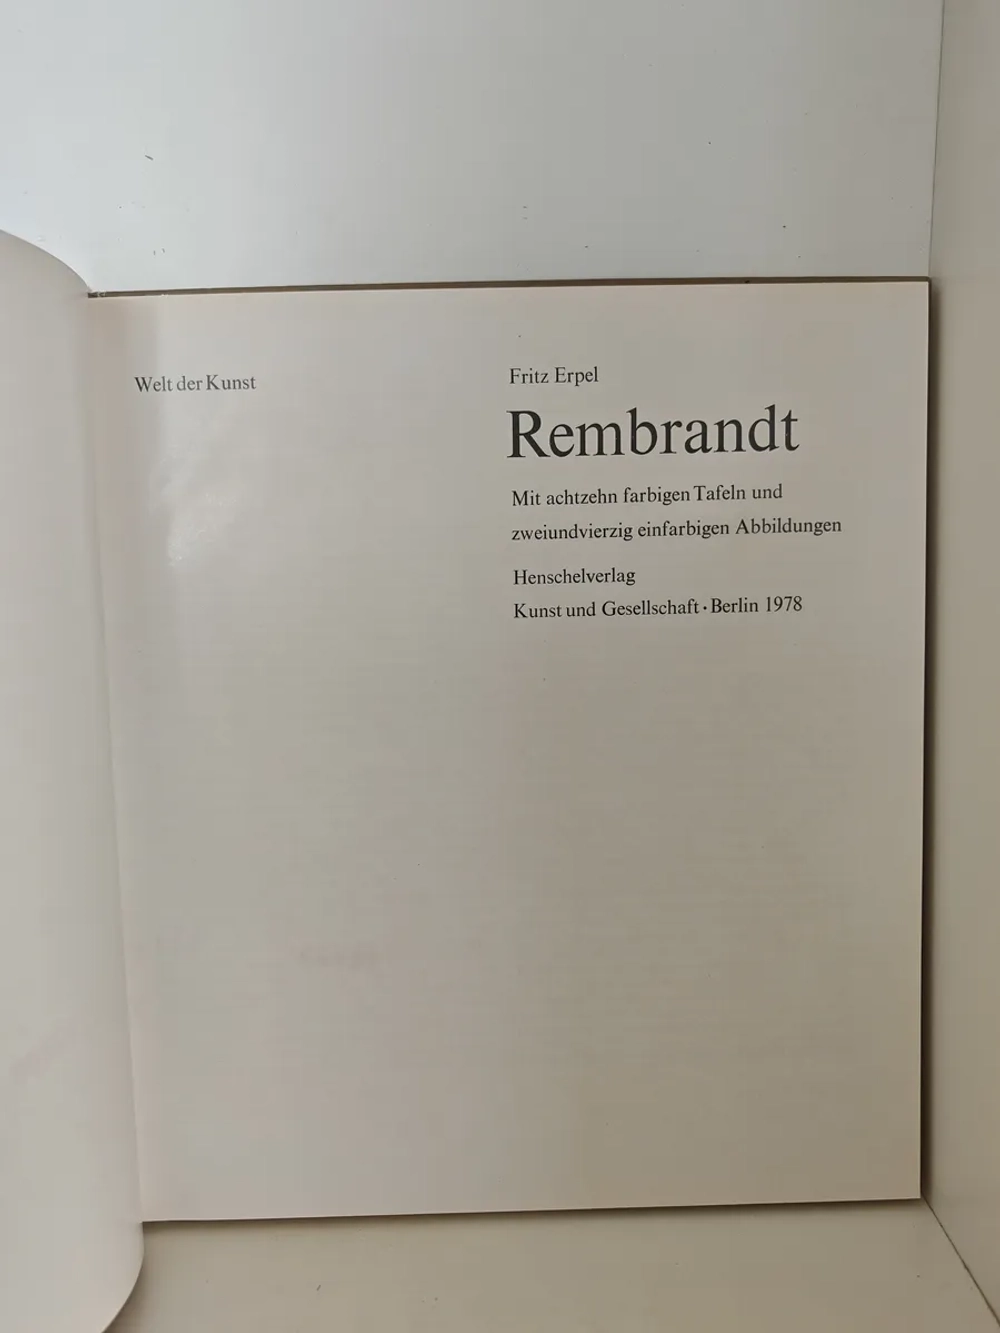 Welt der Kunst
Fritz Erpel
Rembrandt
Mit achtzehn farbigen Tafeln und
zweiundvierzig einfarbigen Abbildungen
Henschelverlag
Kunst und Gesellschaft · Berlin 1978